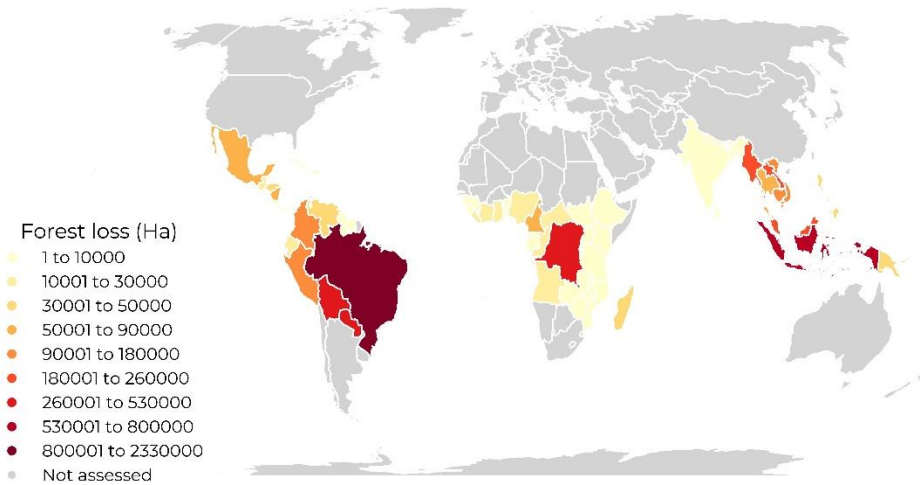 Forest loss (Ha)
1 to 10000
10001 to 30000
30001 to 50000
50001 to 90000
90001 to 180000
180001 to 260000
260001 to 530000
530001 to 800000
800001 to 2330000
Not assessed